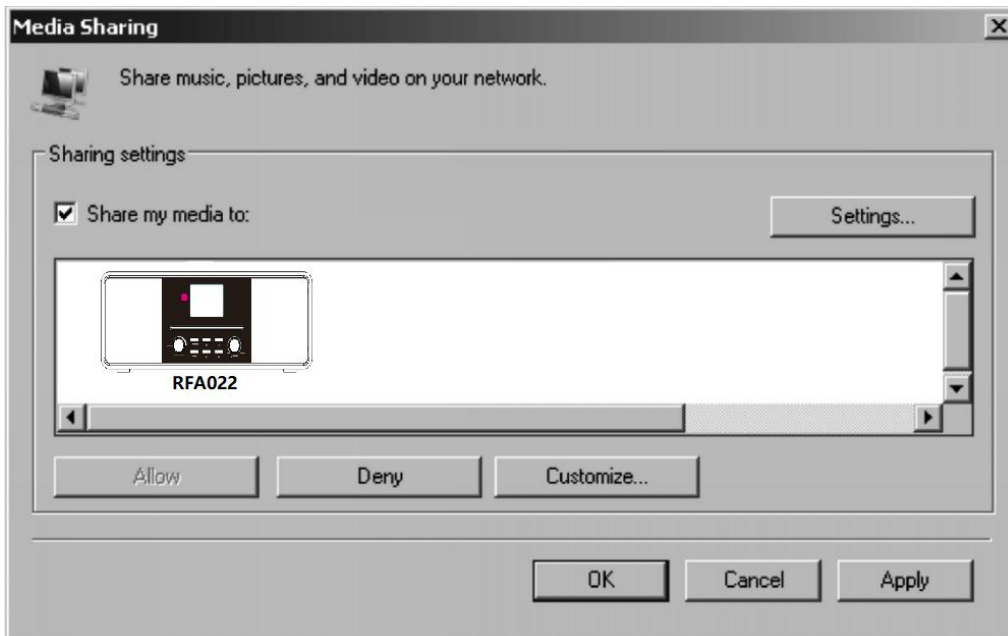 Media Sharing
Share music, pictures, and video on your network.
Sharing settings
Share my media to:
Settings...
RFA022
Allow
Deny
Customize...
OK
Cancel
Apply